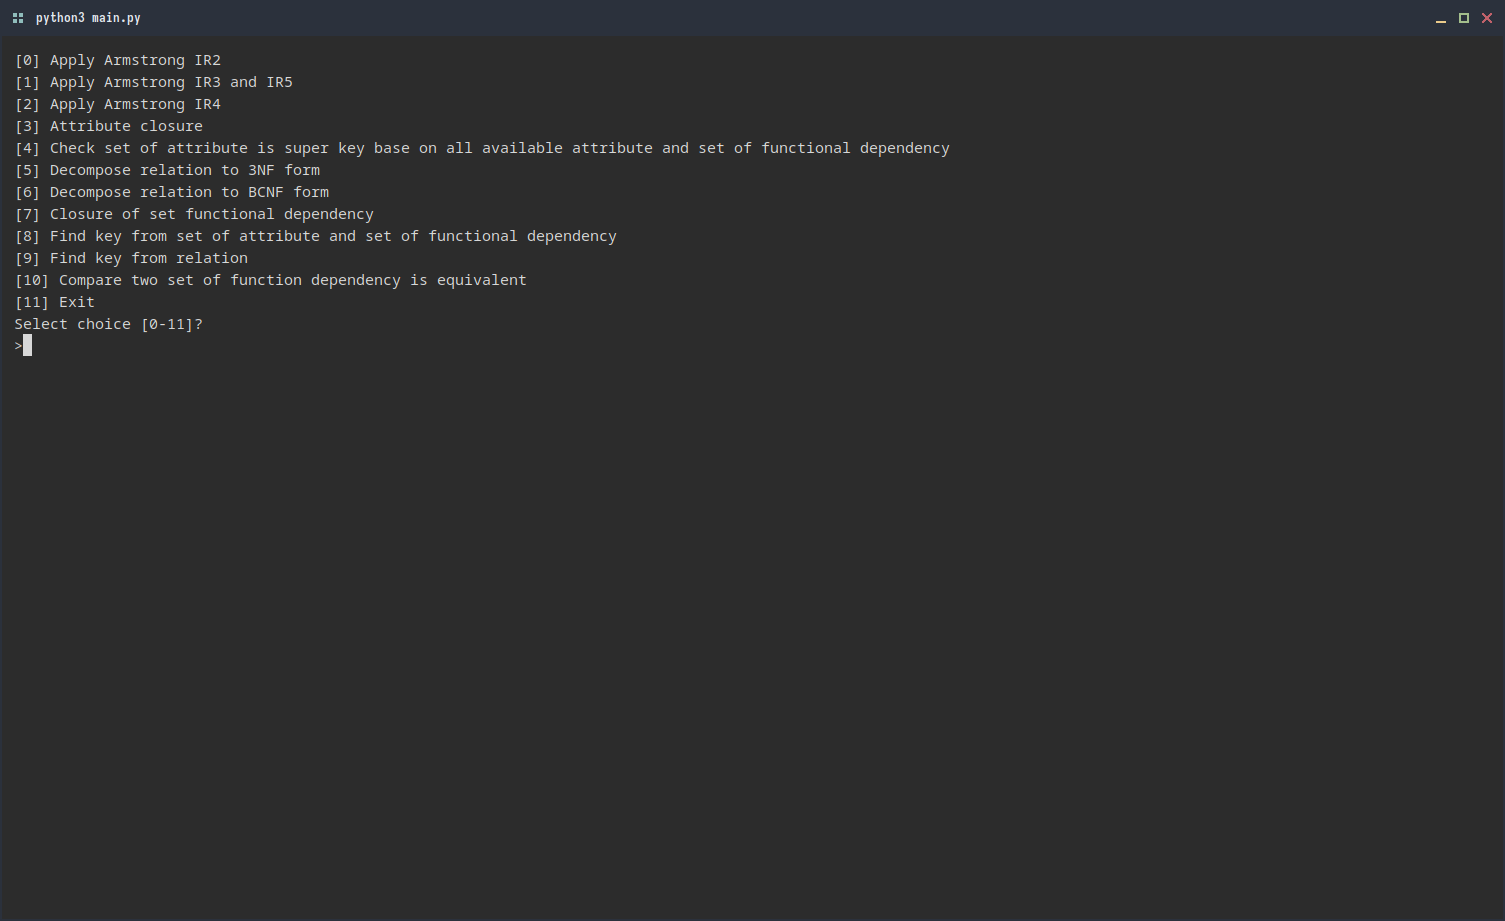 python3 main.py
[0] Apply Armstrong IR2
[1] Apply Armstrong IR3 and IR5
[2] Apply Armstrong IR4
[3] Attribute closure
[4] Check set of attribute is super key base on all available attribute and set of functional dependency
[5] Decompose relation to 3NF form
[6] Decompose relation to BCNF form
[7] Closure of set functional dependency
[8] Find key from set of attribute and set of functional dependency
[9] Find key from relation
[10] Compare two set of function dependency is equivalent
[11] Exit
Select choice [0-11]?
>